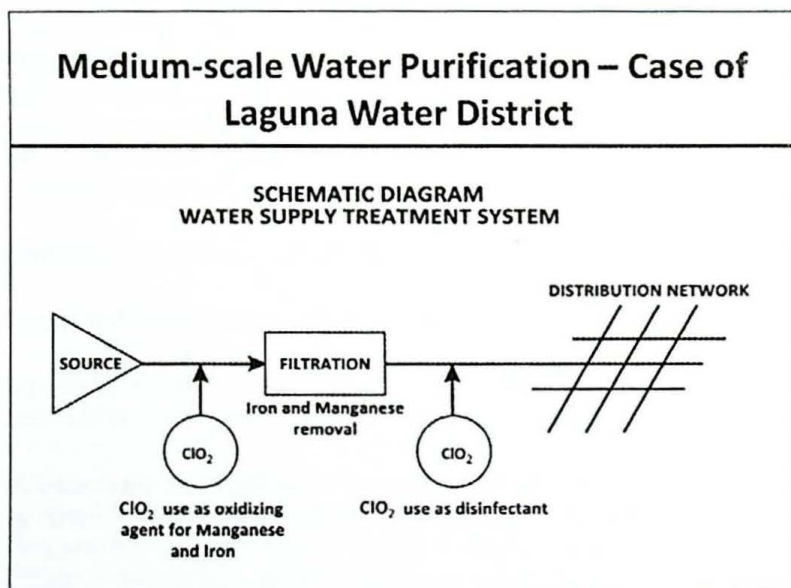 Medium-scale Water Purification – Case of
Laguna Water District
SCHEMATIC DIAGRAM
WATER SUPPLY TREATMENT SYSTEM
DISTRIBUTION NETWORK
SOURCE
FILTRATION
Iron and Manganese
removal
ClO₂
ClO₂ use as oxidizing
agent for Manganese
and Iron
ClO₂
ClO₂ use as disinfectant